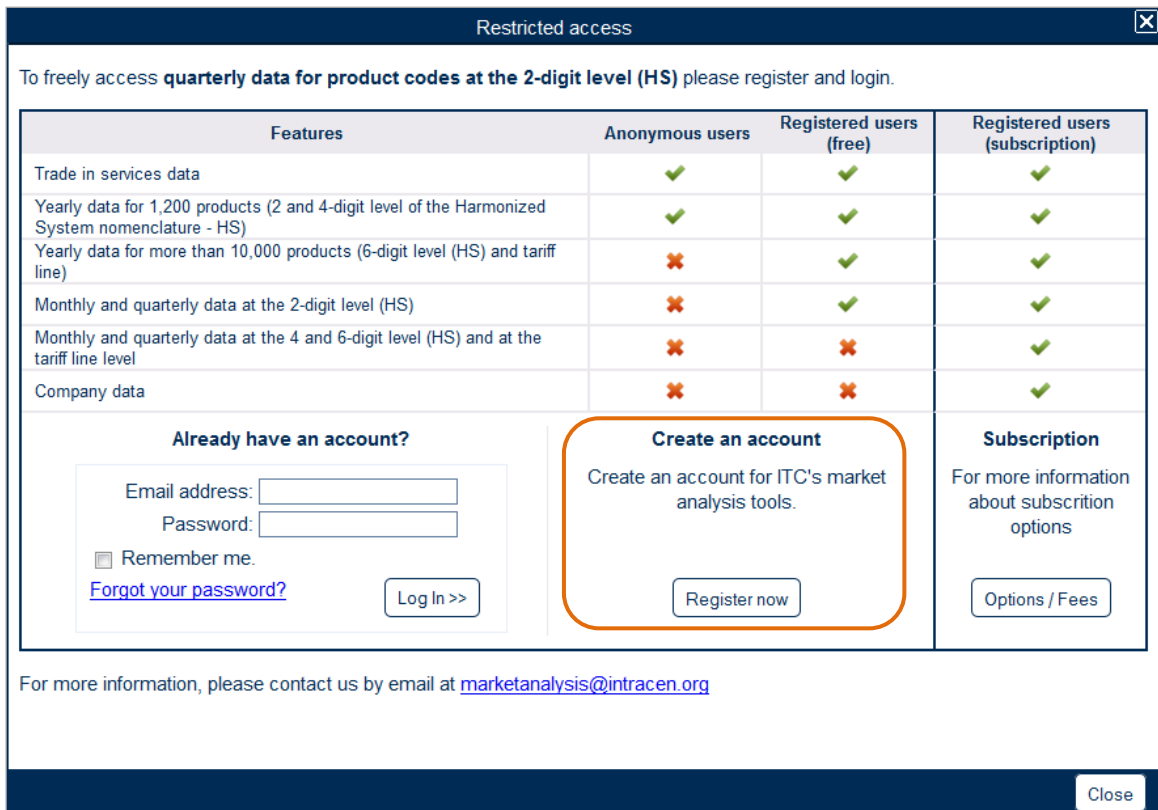 Restricted access
To freely access quarterly data for product codes at the 2-digit level (HS) please register and login.
Features
Anonymous users
Registered users
(free)
Registered users
(subscription)
Trade in services data
Yearly data for 1,200 products (2 and 4-digit level of the Harmonized
System nomenclature - HS)
Yearly data for more than 10,000 products (6-digit level (HS) and tariff
line)
Monthly and quarterly data at the 2-digit level (HS)
Monthly and quarterly data at the 4 and 6-digit level (HS) and at the
tariff line level
Company data
Already have an account?
Email address:
Password:
Remember me.
Forgot your password?
Log In >>
Create an account
Create an account for ITC's market
analysis tools.
Register now
Subscription
For more information
about subscrition
options
Options / Fees
For more information, please contact us by email at marketanalysis@intracen.org
Close